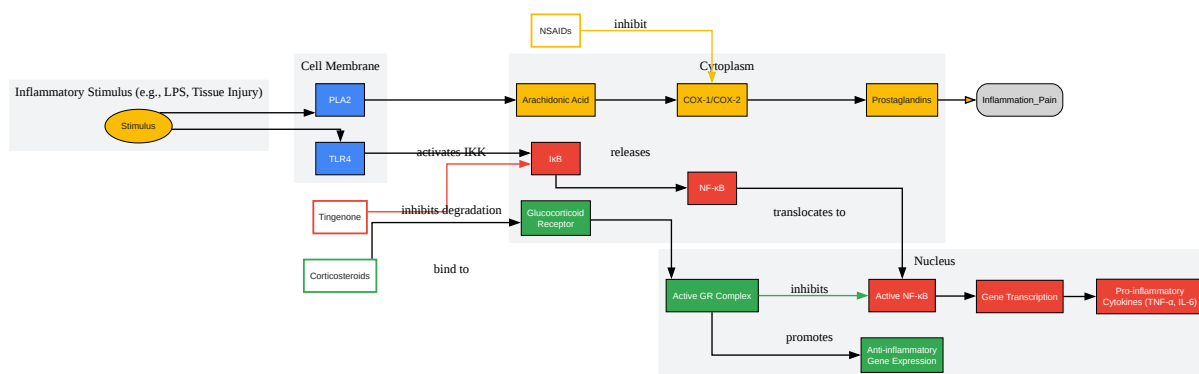 NSAIDs
inhibit
Cell Membrane
Cytoplasm
Inflammatory Stimulus (e.g., LPS, Tissue Injury)
PLA2
Arachidonic Acid
COX-1/COX-2
Prostaglandins
Inflammation_Pain
Stimulus
TLR4
activates IKK
IκB
releases
NF-κB
Tingenone
inhibits degradation
Glucocorticoid
Receptor
translocates to
Corticosteroids
bind to
Nucleus
Active GR Complex
inhibits
Active NF-κB
Gene Transcription
Pro-inflammatory
Cytokines (TNF-α, IL-6)
promotes
Anti-inflammatory
Gene Expression